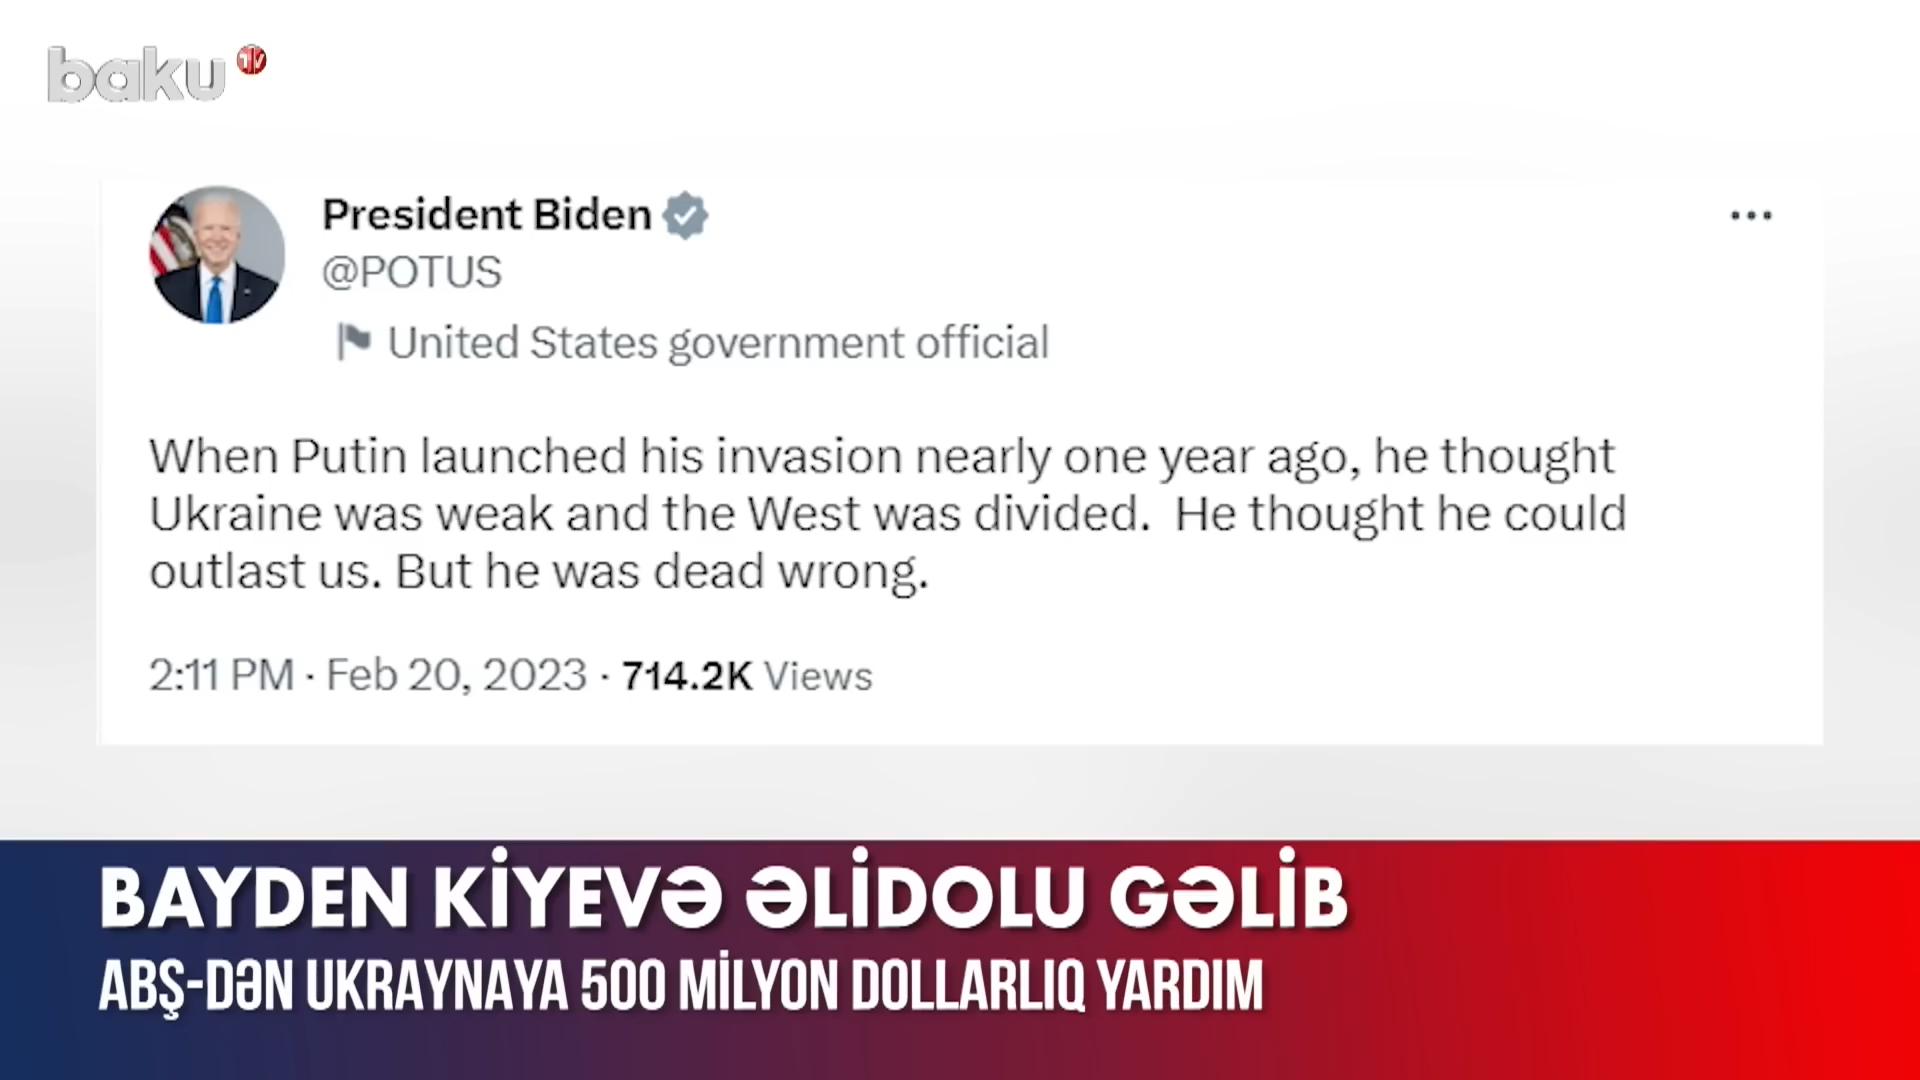 baku TV
President Biden
@POTUS
United States government official
When Putin launched his invasion nearly one year ago, he thought
Ukraine was weak and the West was divided.  He thought he could
outlast us. But he was dead wrong.
2:11 PM · Feb 20, 2023 · 714.2K Views
BAYDEN KİYEVƏ ƏLİDOLU GƏLİB
ABŞ-DƏN UKRAYNAYA 500 MİLYON DOLLARLIQ YARDIM